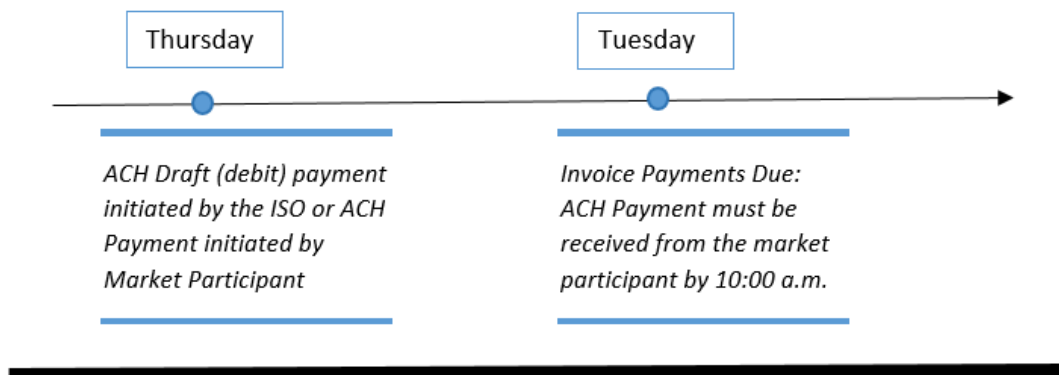 Thursday
Tuesday
ACH Draft (debit) payment
initiated by the ISO or ACH
Payment initiated by
Market Participant
Invoice Payments Due:
ACH Payment must be
received from the market
participant by 10:00 a.m.